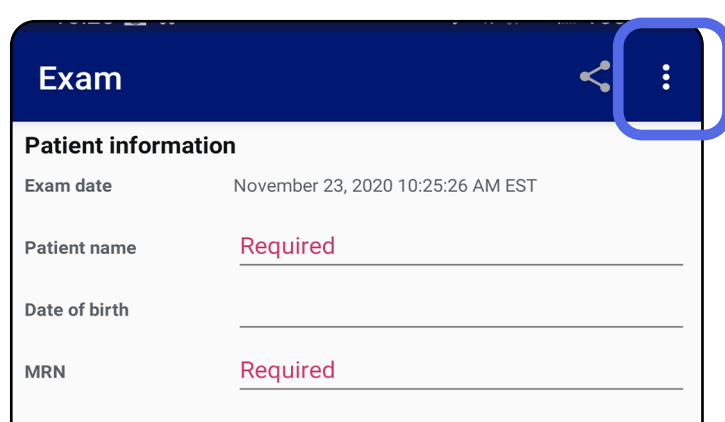 Exam
Patient information
Exam date November 23, 2020 10:25:26 AM EST
Patient name Required
Date of birth
MRN Required